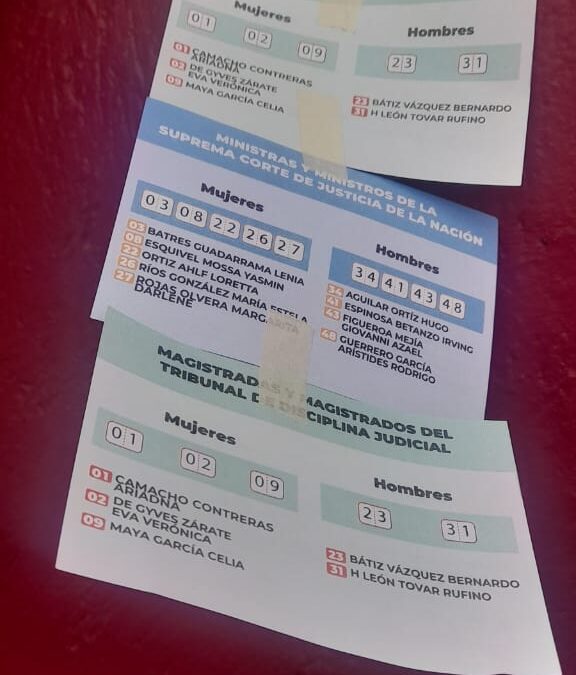 Mujeres
01 02 09
01 CAMACHO CONTRERAS
ARIADNA
02 DE GYVES ZÁRATE
EVA VERÓNICA
09 MAYA GARCÍA CELIA
Hombres
23 31
23 BÁTIZ VÁZQUEZ BERNARDO
31 H LEÓN TOVAR RUFINO
MINISTRAS Y MINISTROS DE LA
SUPREMA CORTE DE JUSTICIA DE LA NACIÓN
Mujeres
03 08 22 26 27
03 BATRES GUADARRAMA LENIA
08 ESQUIVEL MOSSA YASMIN
22 ORTIZ AHLF LORETTA
26 RÍOS GONZÁLEZ MARÍA ESTELA
27 ROJAS OLVERA MARGARITA
DARLENE
Hombres
34 41 43 48
34 AGUILAR ORTÍZ HUGO
41 ESPINOSA BETANZO IRVING
43 FIGUEROA MEJÍA
GIOVANNI AZAEL
48 GUERRERO GARCÍA
ARÍSTIDES RODRIGO
MAGISTRADAS Y MAGISTRADOS DEL
TRIBUNAL DE DISCIPLINA JUDICIAL
Mujeres
01 02 09
01 CAMACHO CONTRERAS
ARIADNA
02 DE GYVES ZÁRATE
EVA VERÓNICA
09 MAYA GARCÍA CELIA
Hombres
23 31
23 BÁTIZ VÁZQUEZ BERNARDO
31 H LEÓN TOVAR RUFINO